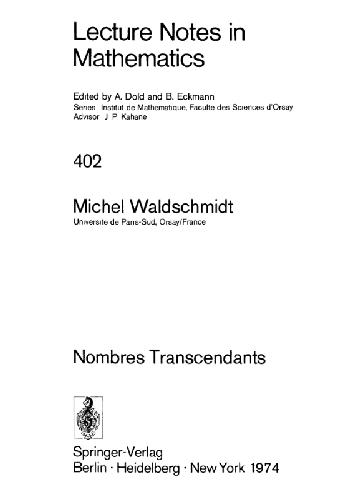 Lecture Notes in
Mathematics
Edited by A. Dold and B. Eckmann
Series: Institut de Mathématique, Faculté des Sciences d'Orsay
Advisor: J. P. Kahane
402
Michel Waldschmidt
Université de Paris-Sud, Orsay/France
Nombres Transcendants
Springer-Verlag
Berlin · Heidelberg · New York 1974